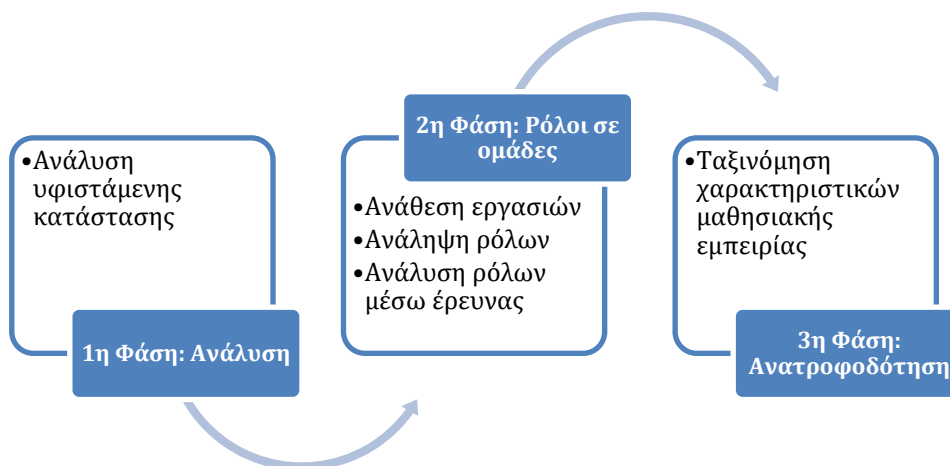 •Ανάλυση
υφιστάμενης
κατάστασης
1η Φάση: Ανάλυση
2η Φάση: Ρόλοι σε
ομάδες
•Ανάθεση εργασιών
•Ανάληψη ρόλων
•Ανάλυση ρόλων
μέσω έρευνας
•Ταξινόμηση
χαρακτηριστικών
μαθησιακής
εμπειρίας
3η Φάση:
Ανατροφοδότηση